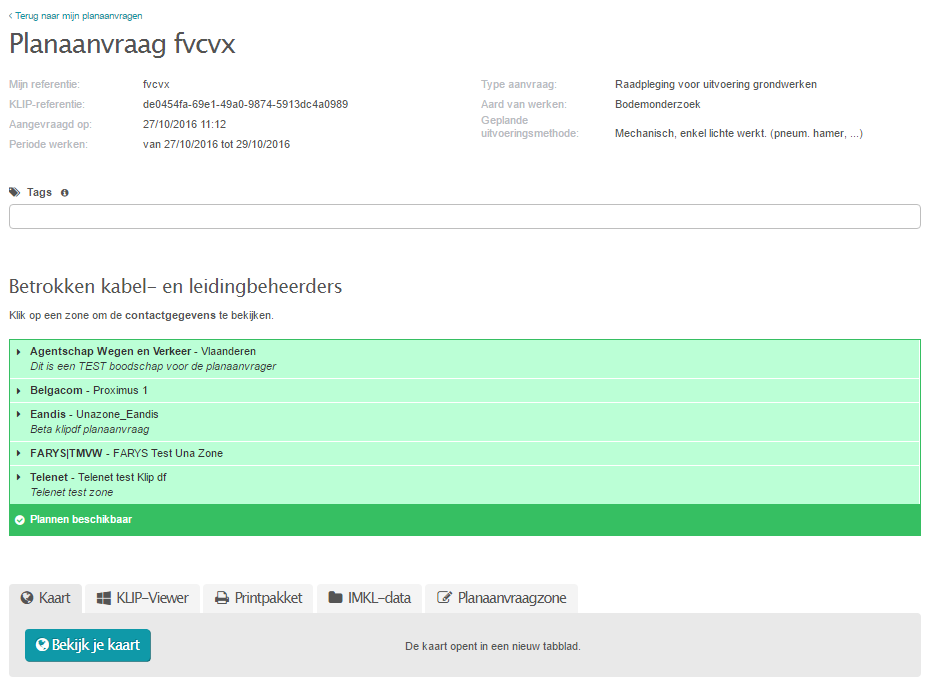 ‹ Terug naar mijn planaanvragen
Planaanvraag fvcvx
Mijn referentie: fvcvx
KLIP-referentie: de0454fa-69e1-49a0-9874-5913dc4a0989
Aangevraagd op: 27/10/2016 11:12
Periode werken: van 27/10/2016 tot 29/10/2016
Type aanvraag: Raadpleging voor uitvoering grondwerken
Aard van werken: Bodemonderzoek
Geplande
uitvoeringsmethode: Mechanisch, enkel lichte werkt. (pneum. hamer, ...)
Tags
Betrokken kabel- en leidingbeheerders
Klik op een zone om de contactgegevens te bekijken.
Agentschap Wegen en Verkeer - Vlaanderen
Dit is een TEST boodschap voor de planaanvrager
Belgacom - Proximus 1
Eandis - Unazone_Eandis
Beta klipdf planaanvraag
FARYS|TMVW - FARYS Test Una Zone
Telenet - Telenet test Klip df
Telenet test zone
Plannen beschikbaar
Kaart KLIP-Viewer Printpakket IMKL-data Planaanvraagzone
Bekijk je kaart De kaart opent in een nieuw tabblad.